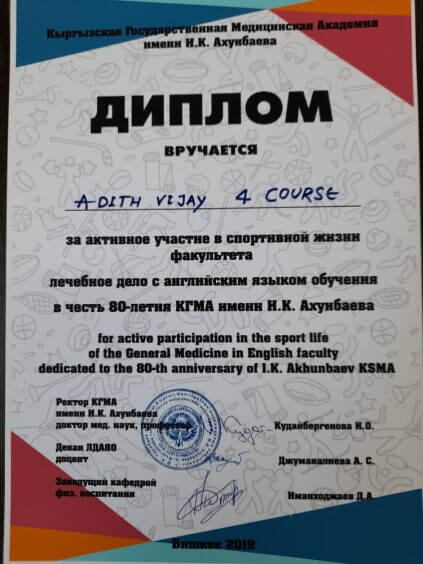 Кыргызская Государственная Медицинская Академия
имени Н.К. Ахунбаева
ДИПЛОМ
ВРУЧАЕТСЯ
ADITH VIJAY 4 COURSE
за активное участие в спортивной жизни
факультета
лечебное дело с английским языком обучения
в честь 80-летия КГМА имени Н.К. Ахунбаева
for active participation in the sport life
of the General Medicine in English faculty
dedicated to the 80-th anniversary of I.K. Akhunbaev KSMA
Ректор КГМА
имени Н.К. Ахунбаева
доктор мед. наук, профессор Кудайбергенова И.О.
Декан ЛДАЯО
доцент Джуманалиева А. С.
Заведущий кафедрой
физ. воспитания Иманходжаев Д.А.
Бишкек 2019